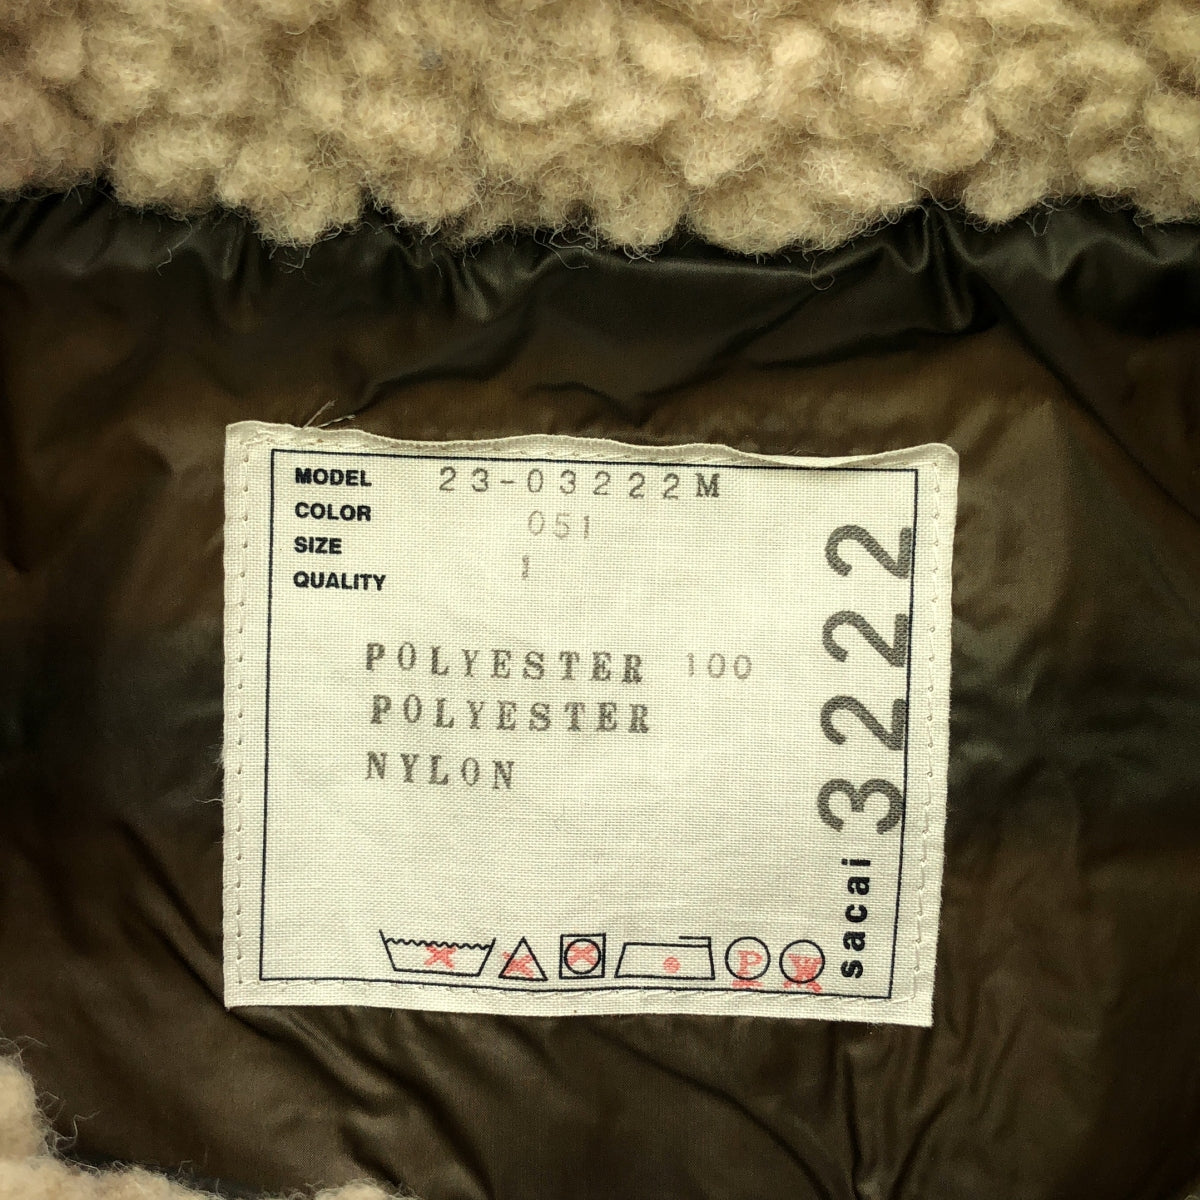 MODEL 23-03222M
COLOR 051
SIZE 1
QUALITY
POLYESTER 100
POLYESTER
NYLON
P W
sacai 3222